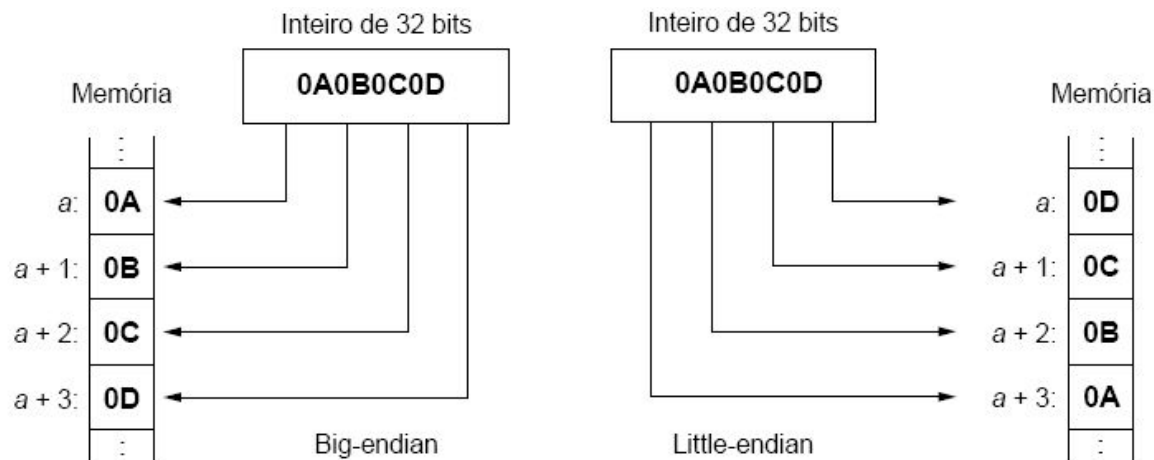 Inteiro de 32 bits
0A0B0C0D
Memória
a: 0A
a + 1: 0B
a + 2: 0C
a + 3: 0D
Big-endian
Inteiro de 32 bits
0A0B0C0D
Memória
a: 0D
a + 1: 0C
a + 2: 0B
a + 3: 0A
Little-endian